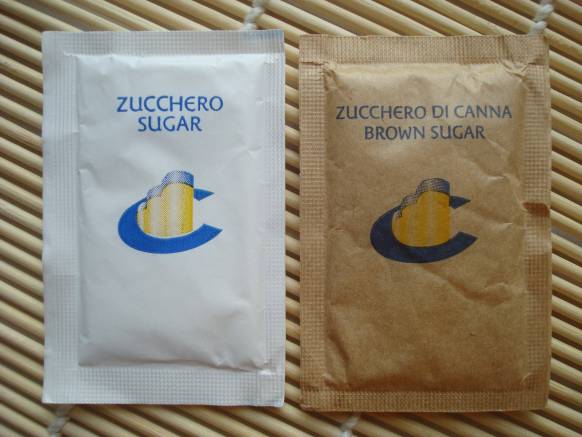 ZUCCHERO
SUGAR
ZUCCHERO DI CANNA
BROWN SUGAR